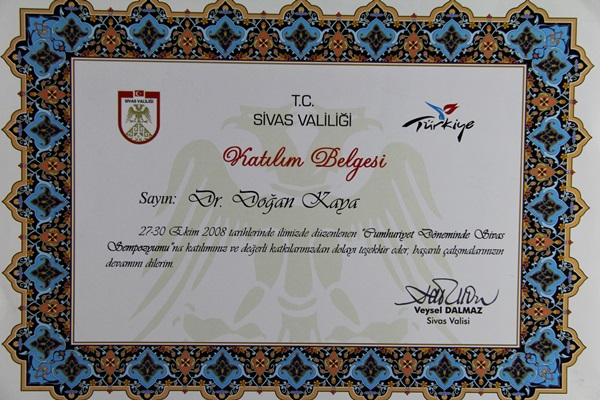 SİVAS VALİLİĞİ
T.C.
SİVAS VALİLİĞİ
Türkiye
Katılım Belgesi
Sayın: Dr. Doğan Kaya
27-30 Ekim 2008 tarihlerinde ilimizde düzenlenen "Cumhuriyet Döneminde Sivas
Sempozyumu"na katılımınız ve değerli katkılarınızdan dolayı teşekkür eder, başarılı çalışmalarınızın
devamını dilerim.
Veysel DALMAZ
Sivas Valisi